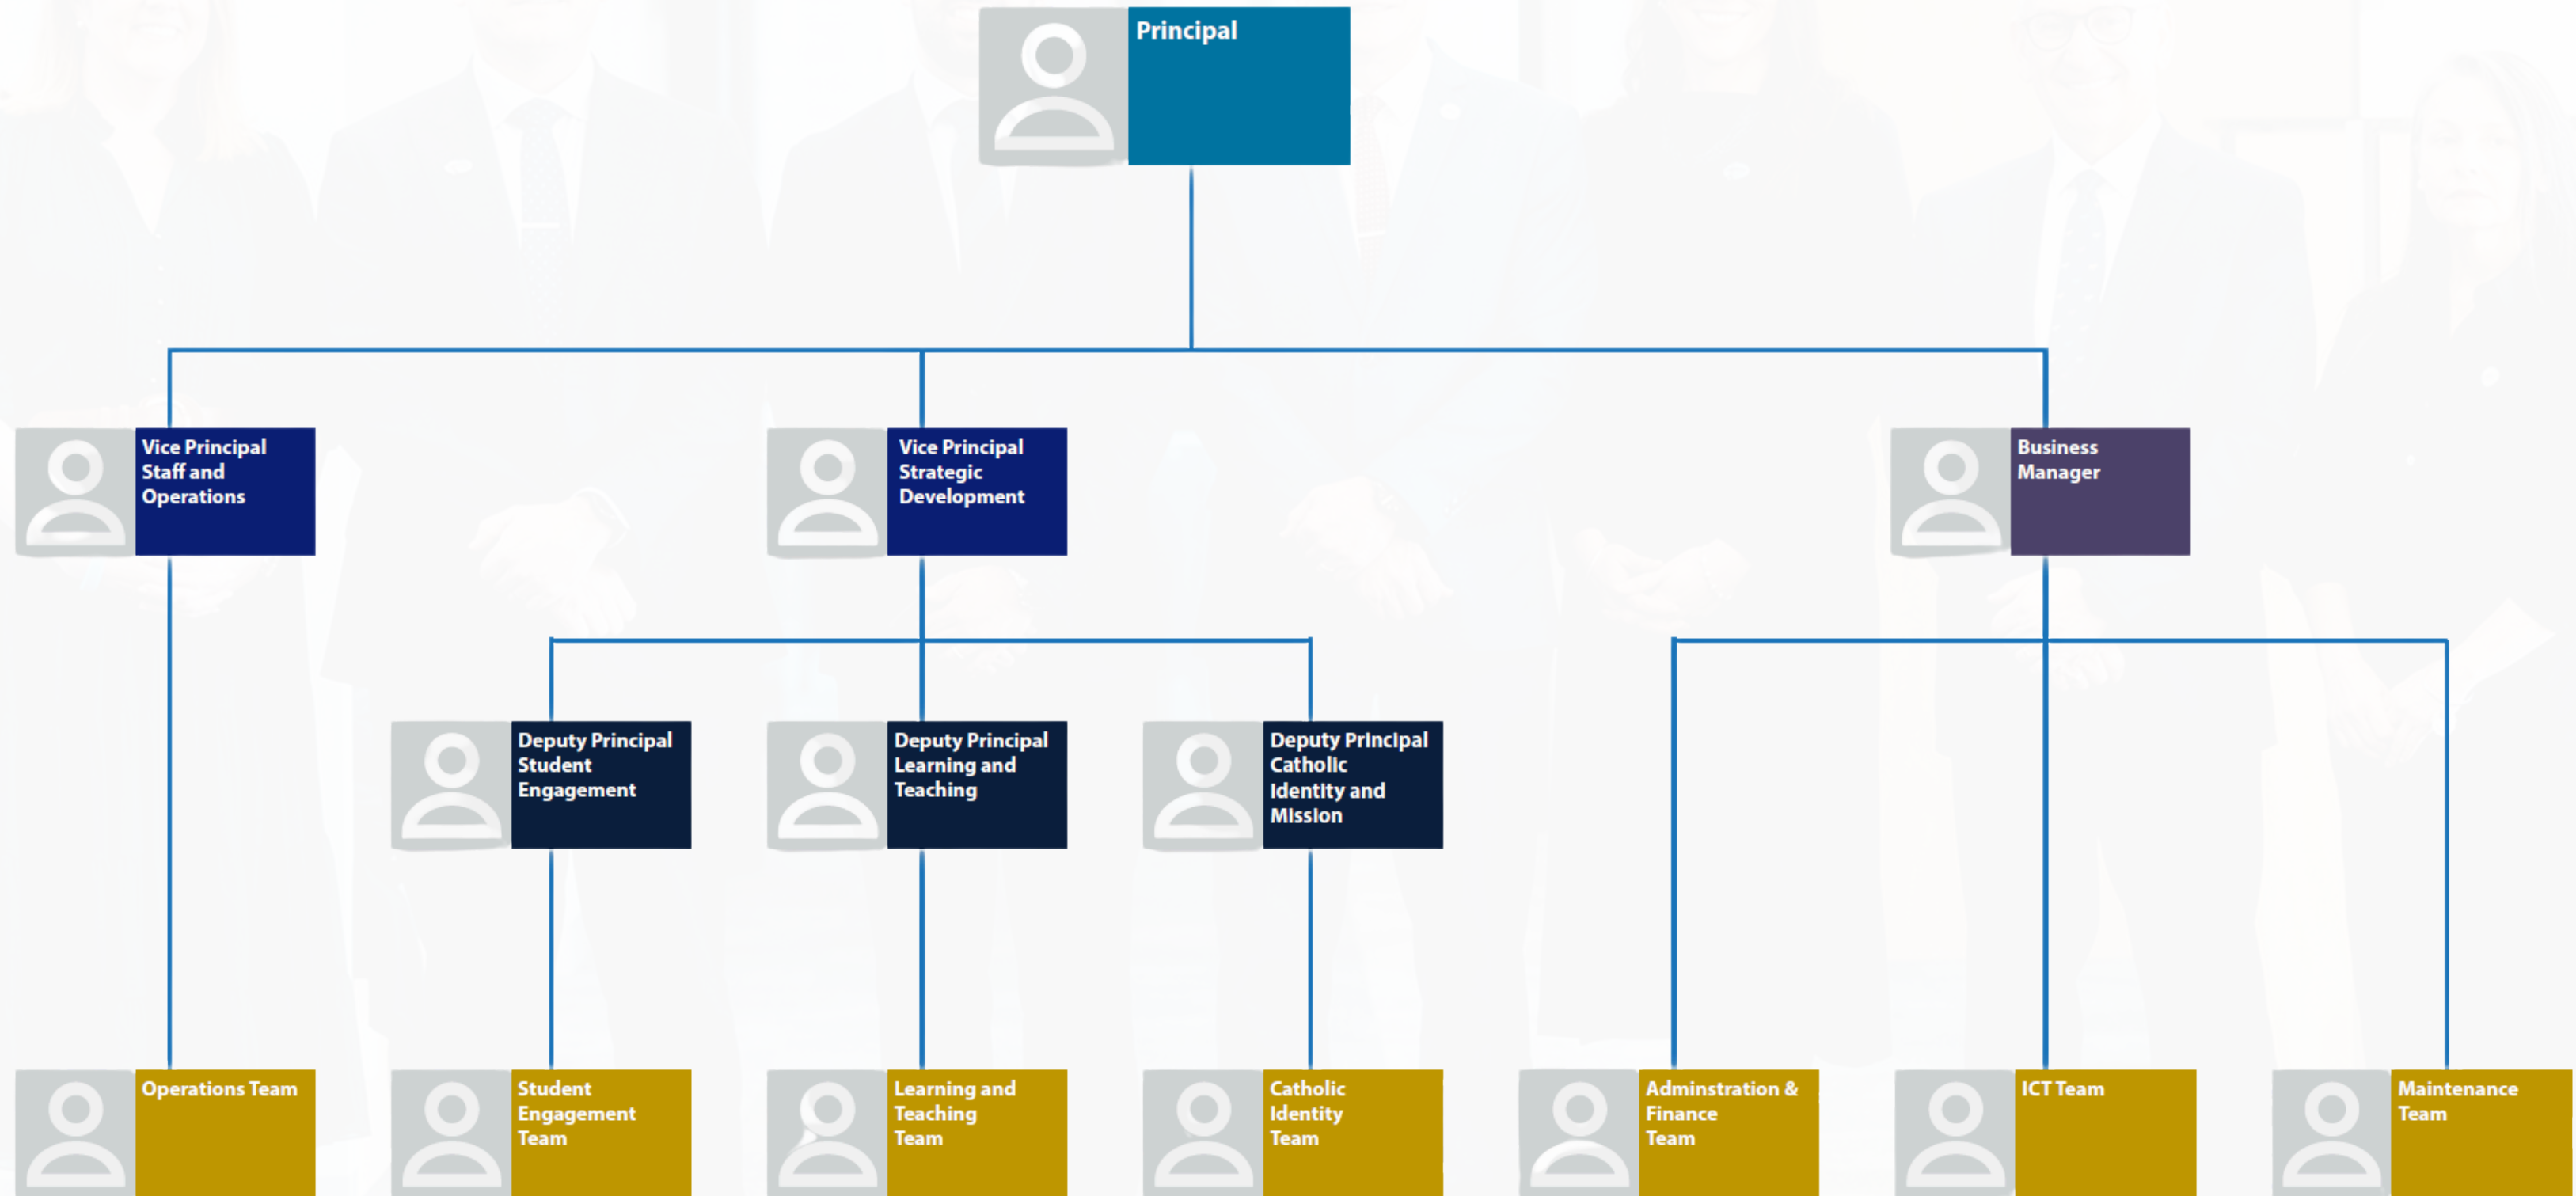 Principal
Vice Principal
Staff and
Operations
Vice Principal
Strategic
Development
Business
Manager
Deputy Principal
Student
Engagement
Deputy Principal
Learning and
Teaching
Deputy Principal
Catholic
Identity and
Mission
Operations Team
Student
Engagement
Team
Learning and
Teaching
Team
Catholic
Identity
Team
Adminstration &
Finance
Team
ICT Team
Maintenance
Team